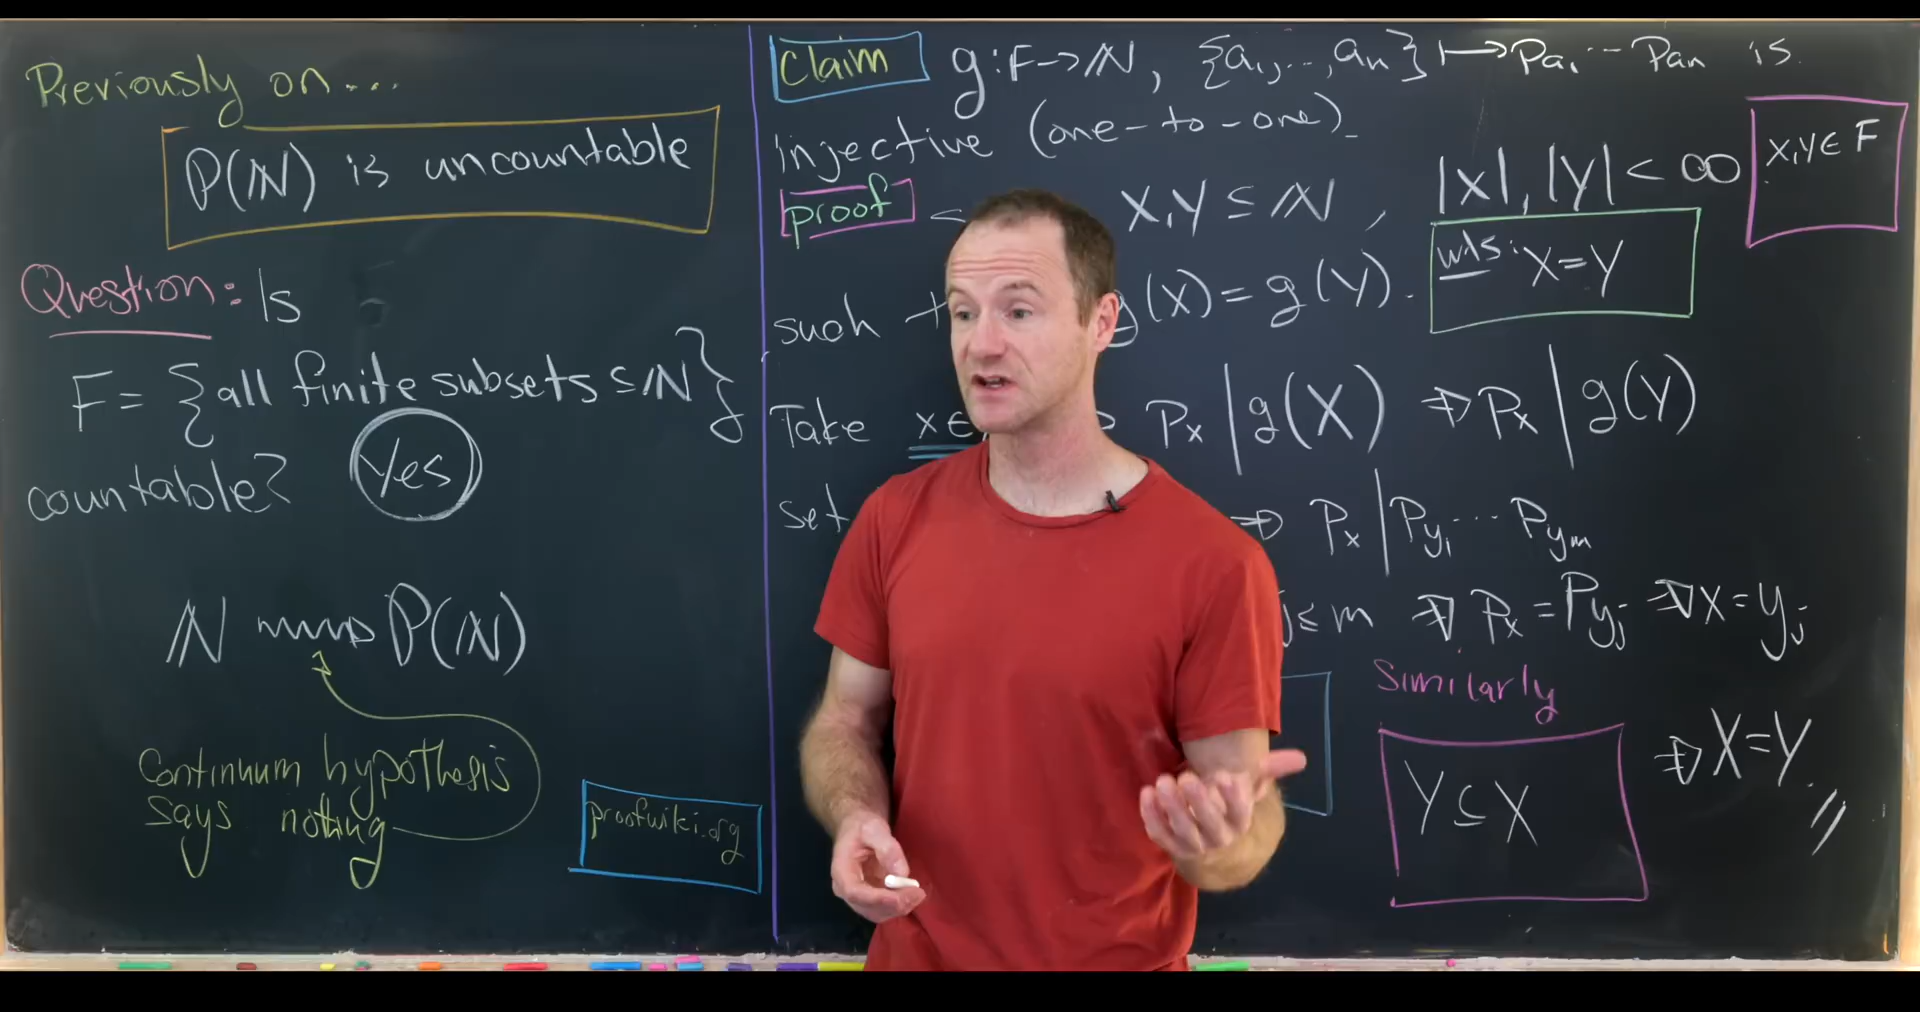 Previously on...
P(ℕ) is uncountable
Question: Is
F = {all finite subsets ⊆ ℕ}
countable? Yes
ℕ P(ℕ)
Continuum hypothesis
says nothing
proofwiki.org
Claim g: F → ℕ, {a₁, ..., aₙ} ↦ Pa₁ ... Paₙ is
injective (one-to-one).
proof X, Y ⊆ ℕ, |X|, |Y| < ∞
X, Y ∈ F
wts: X = Y
such g(X) = g(Y).
Take x ∈ Pₓ | g(X) ⇒ Pₓ | g(Y)
set ⇒ Pₓ | Py₁ ... Pyₘ
j ≤ m ⇒ Pₓ = Pyⱼ ⇒ x = yⱼ
Similarly
Y ⊆ X
⇒ X = Y. //